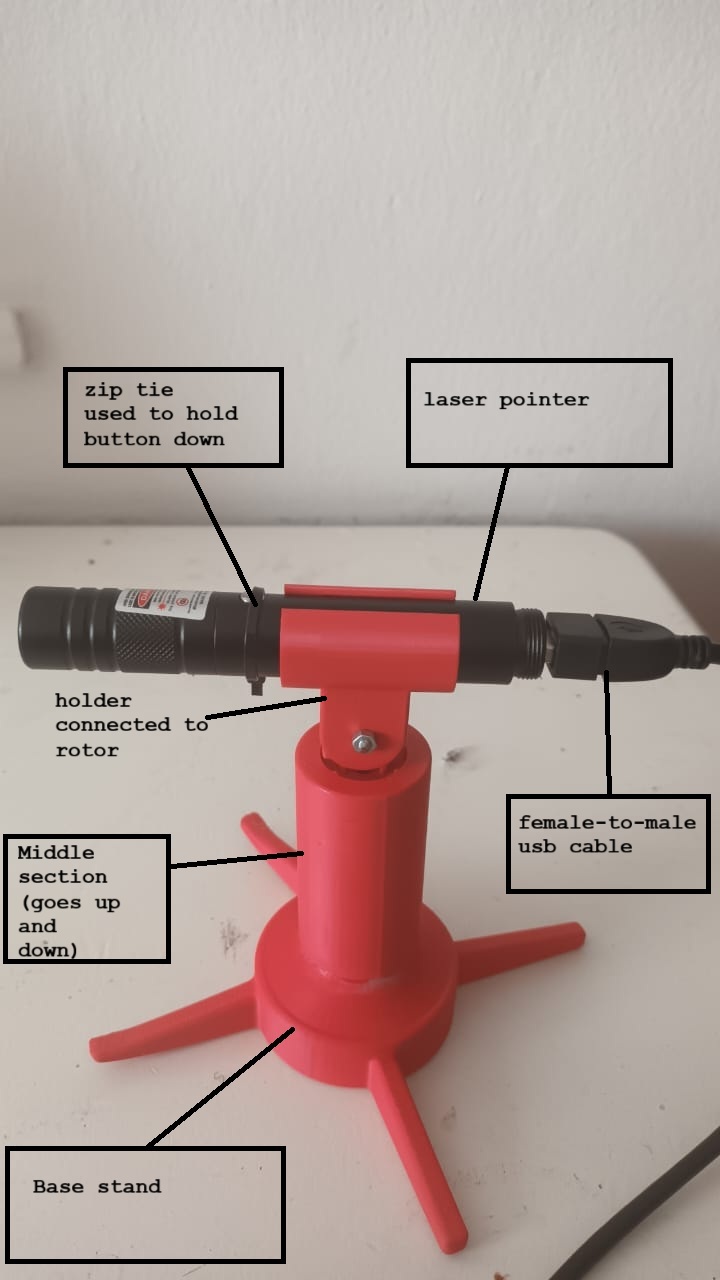 zip tie
used to hold
button down
laser pointer
holder
connected to
rotor
female-to-male
usb cable
Middle
section
(goes up
and
down)
Base stand